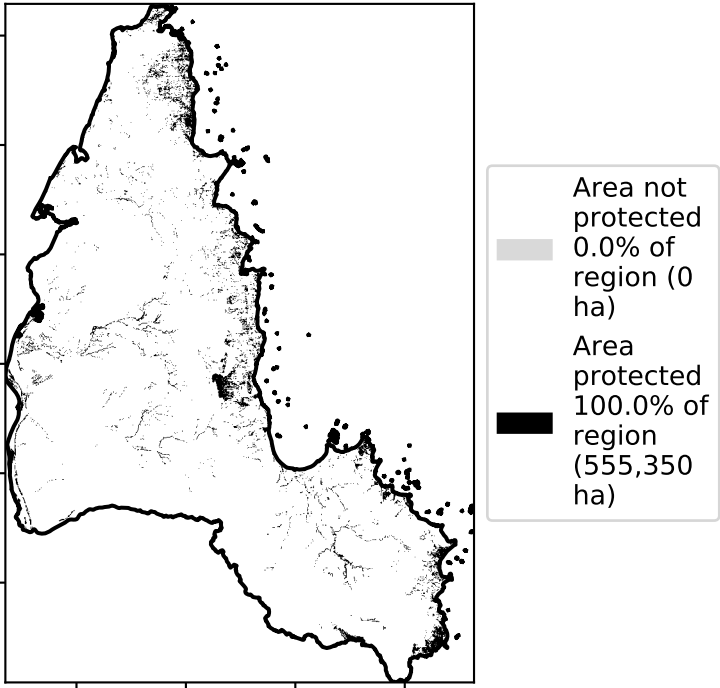 Area not
protected
0.0% of
region (0
ha)
Area
protected
100.0% of
region
(555,350
ha)